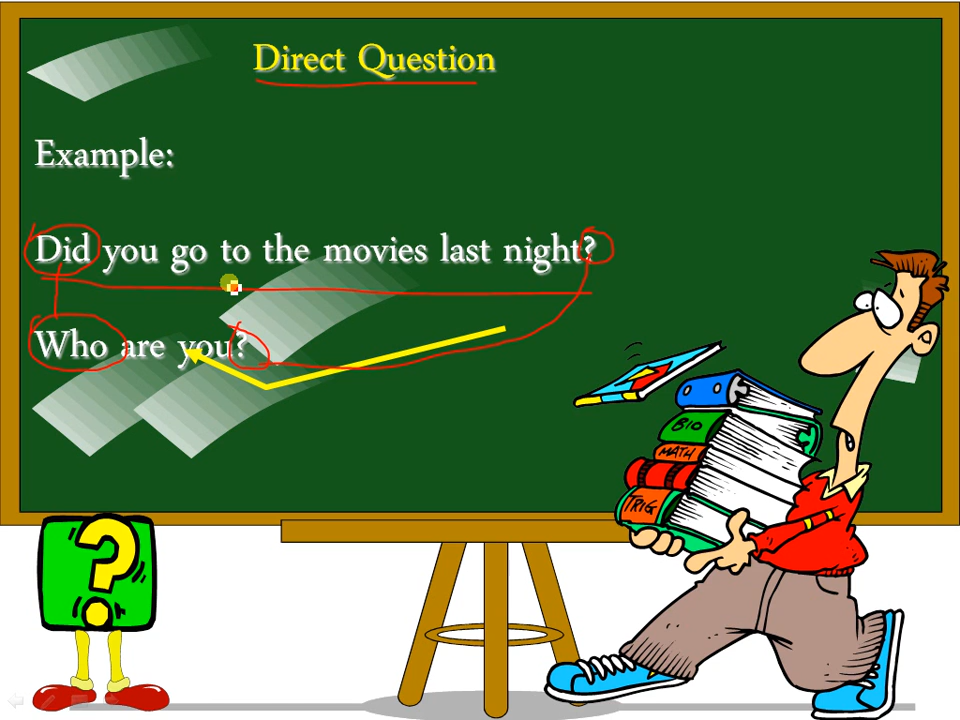 Direct Question
Example:
Did you go to the movies last night?
Who are you?
BIO
MATH
TRIG
?